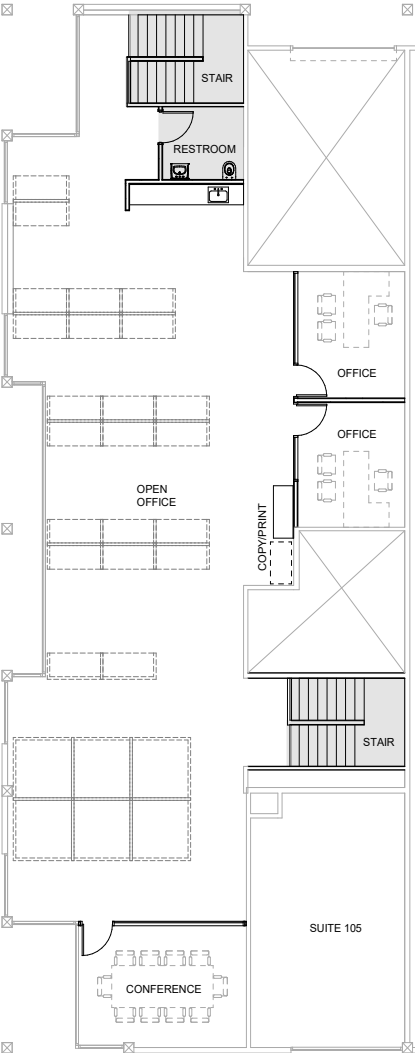 STAIR
RESTROOM
OFFICE
OFFICE
OPEN
OFFICE
COPY/PRINT
STAIR
SUITE 105
CONFERENCE